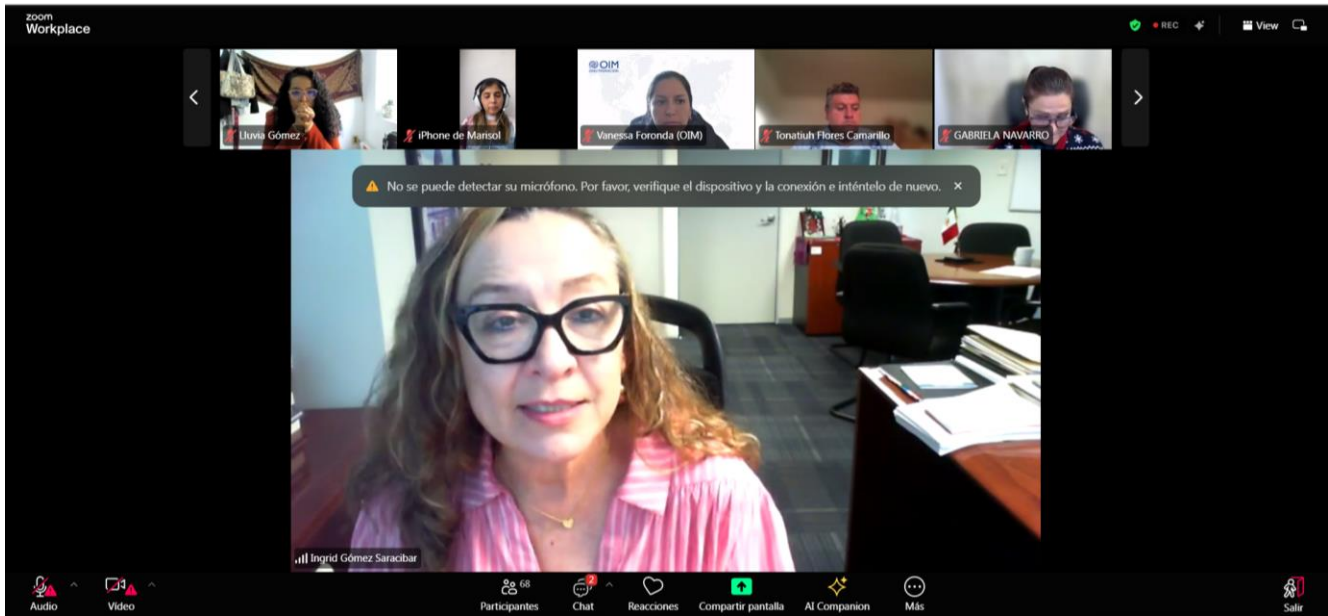 zoom
Workplace
REC
View
OIM
Lluvia Gómez
iPhone de Marisol
Vanessa Foronda (OIM)
Tonatiuh Flores Camarillo
GABRIELA NAVARRO
No se puede detectar su micrófono. Por favor, verifique el dispositivo y la conexión e inténtelo de nuevo.
Ingrid Gómez Saracibar
Audio
Vídeo
68
Participantes
2
Chat
Reacciones
Compartir pantalla
AI Companion
Más
Salir